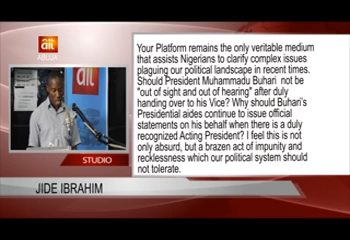 ait
ABUJA
ait
STUDIO
Your Platform remains the only veritable medium
that assists Nigerians to clarify complex issues
plaguing our political landscape in recent times.
Should President Muhammadu Buhari not be
"out of sight and out of hearing" after duly
handing over to his Vice? Why should Buhari's
Presidential aides continue to issue official
statements on his behalf when there is a duly
recognized Acting President? I feel this is not
only absurd, but a brazen act of impunity and
recklessness which our political system should
not tolerate.
JIDE IBRAHIM